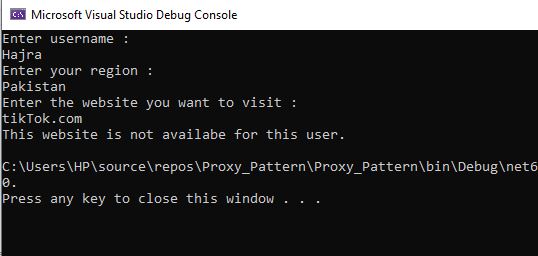 Microsoft Visual Studio Debug Console
Enter username :
Hajra
Enter your region :
Pakistan
Enter the website you want to visit :
tikTok.com
This website is not availabe for this user.
C:\Users\HP\source\repos\Proxy_Pattern\Proxy_Pattern\bin\Debug\net6
0.
Press any key to close this window . . .